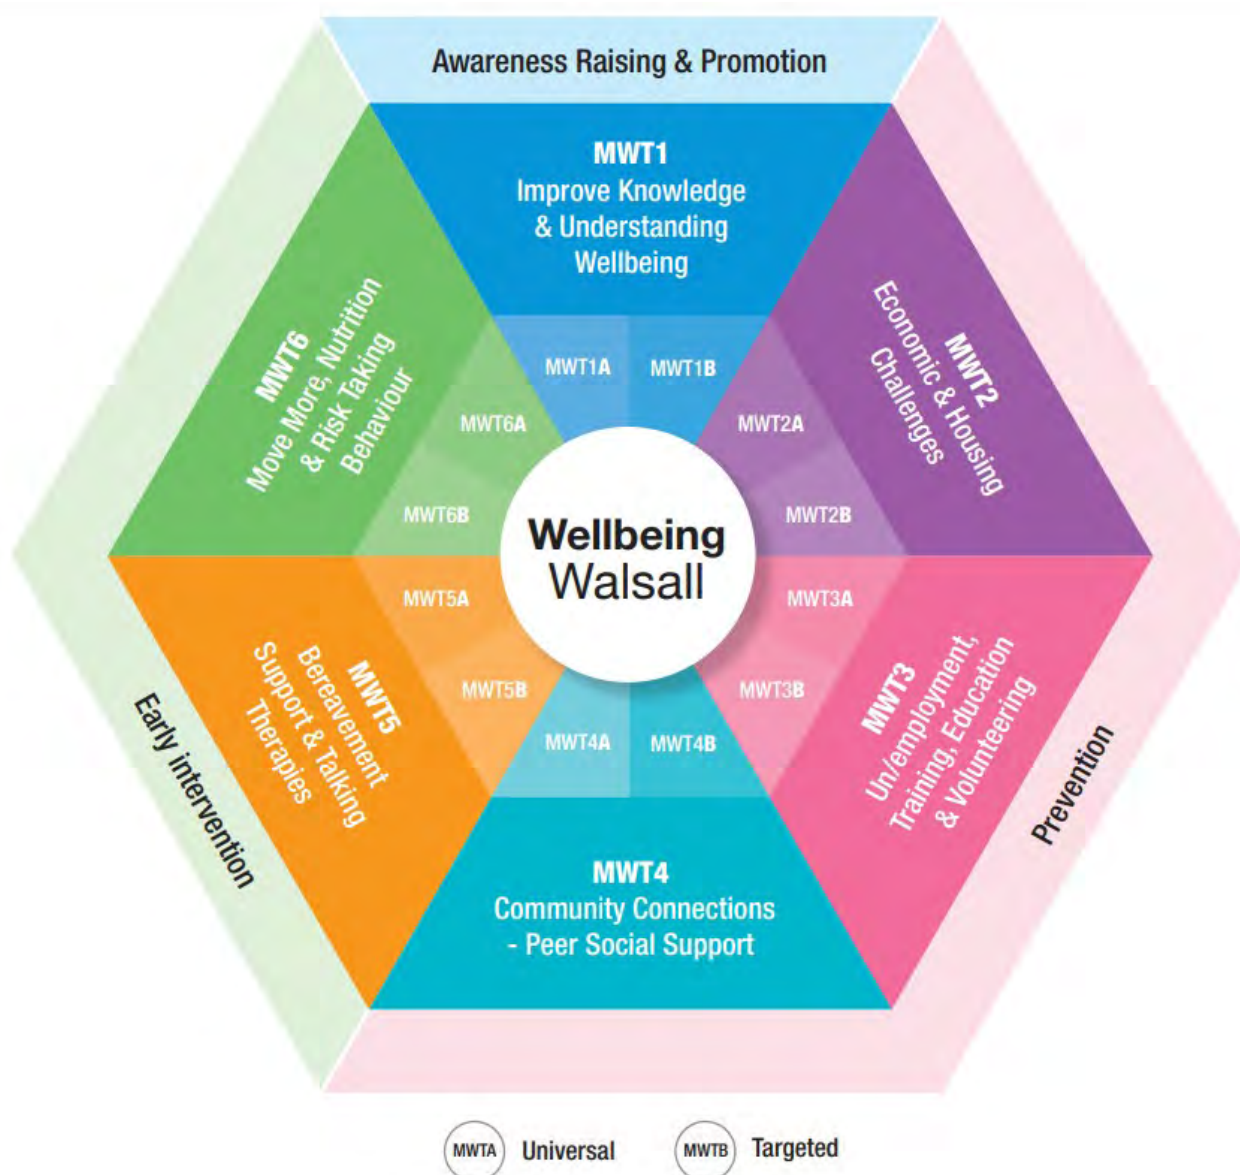 Awareness Raising & Promotion
MWT1
Improve Knowledge
& Understanding
Wellbeing
MWT1A
MWT1B
MWT2
Economic & Housing
Challenges
MWT2A
MWT2B
MWT3
Un/employment,
Training, Education
& Volunteering
MWT3A
MWT3B
MWT4
Community Connections
- Peer Social Support
MWT4A
MWT4B
MWT5
Bereavement
Support & Talking
Therapies
MWT5A
MWT5B
MWT6
Move More, Nutrition
& Risk Taking
Behaviour
MWT6A
MWT6B
Wellbeing
Walsall
Early intervention
Prevention
MWTA Universal
MWTB Targeted